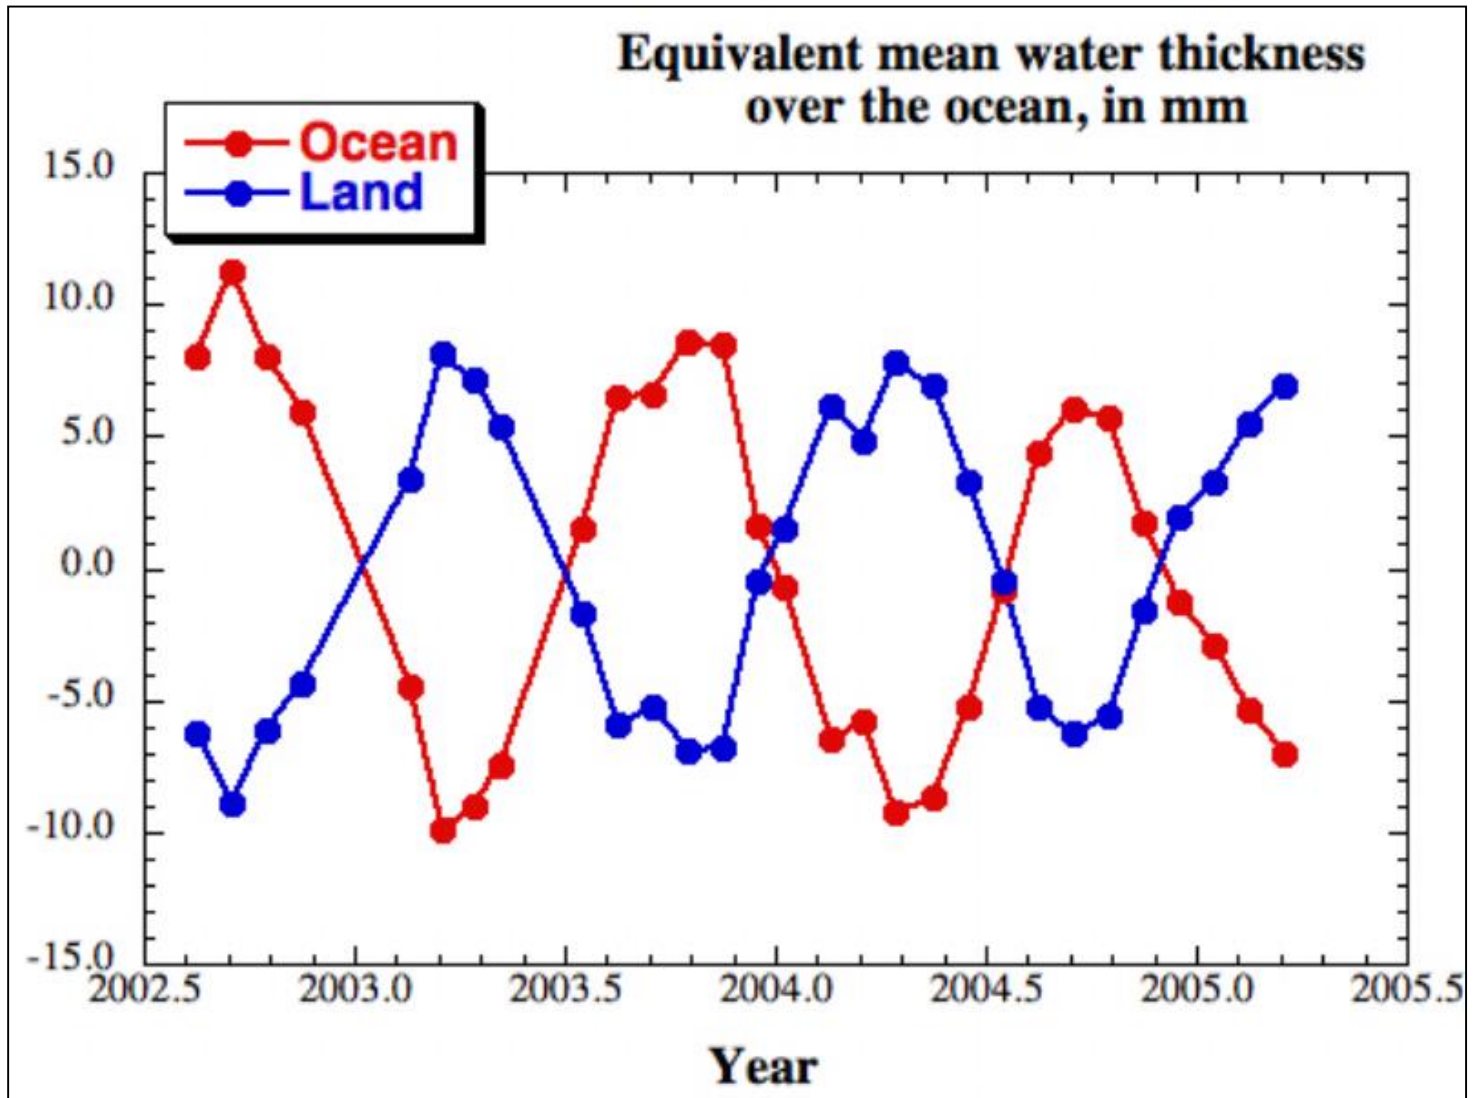 Equivalent mean water thickness
over the ocean, in mm
Ocean
Land
15.0
10.0
5.0
0.0
-5.0
-10.0
-15.0
2002.5 2003.0 2003.5 2004.0 2004.5 2005.0 2005.5
Year